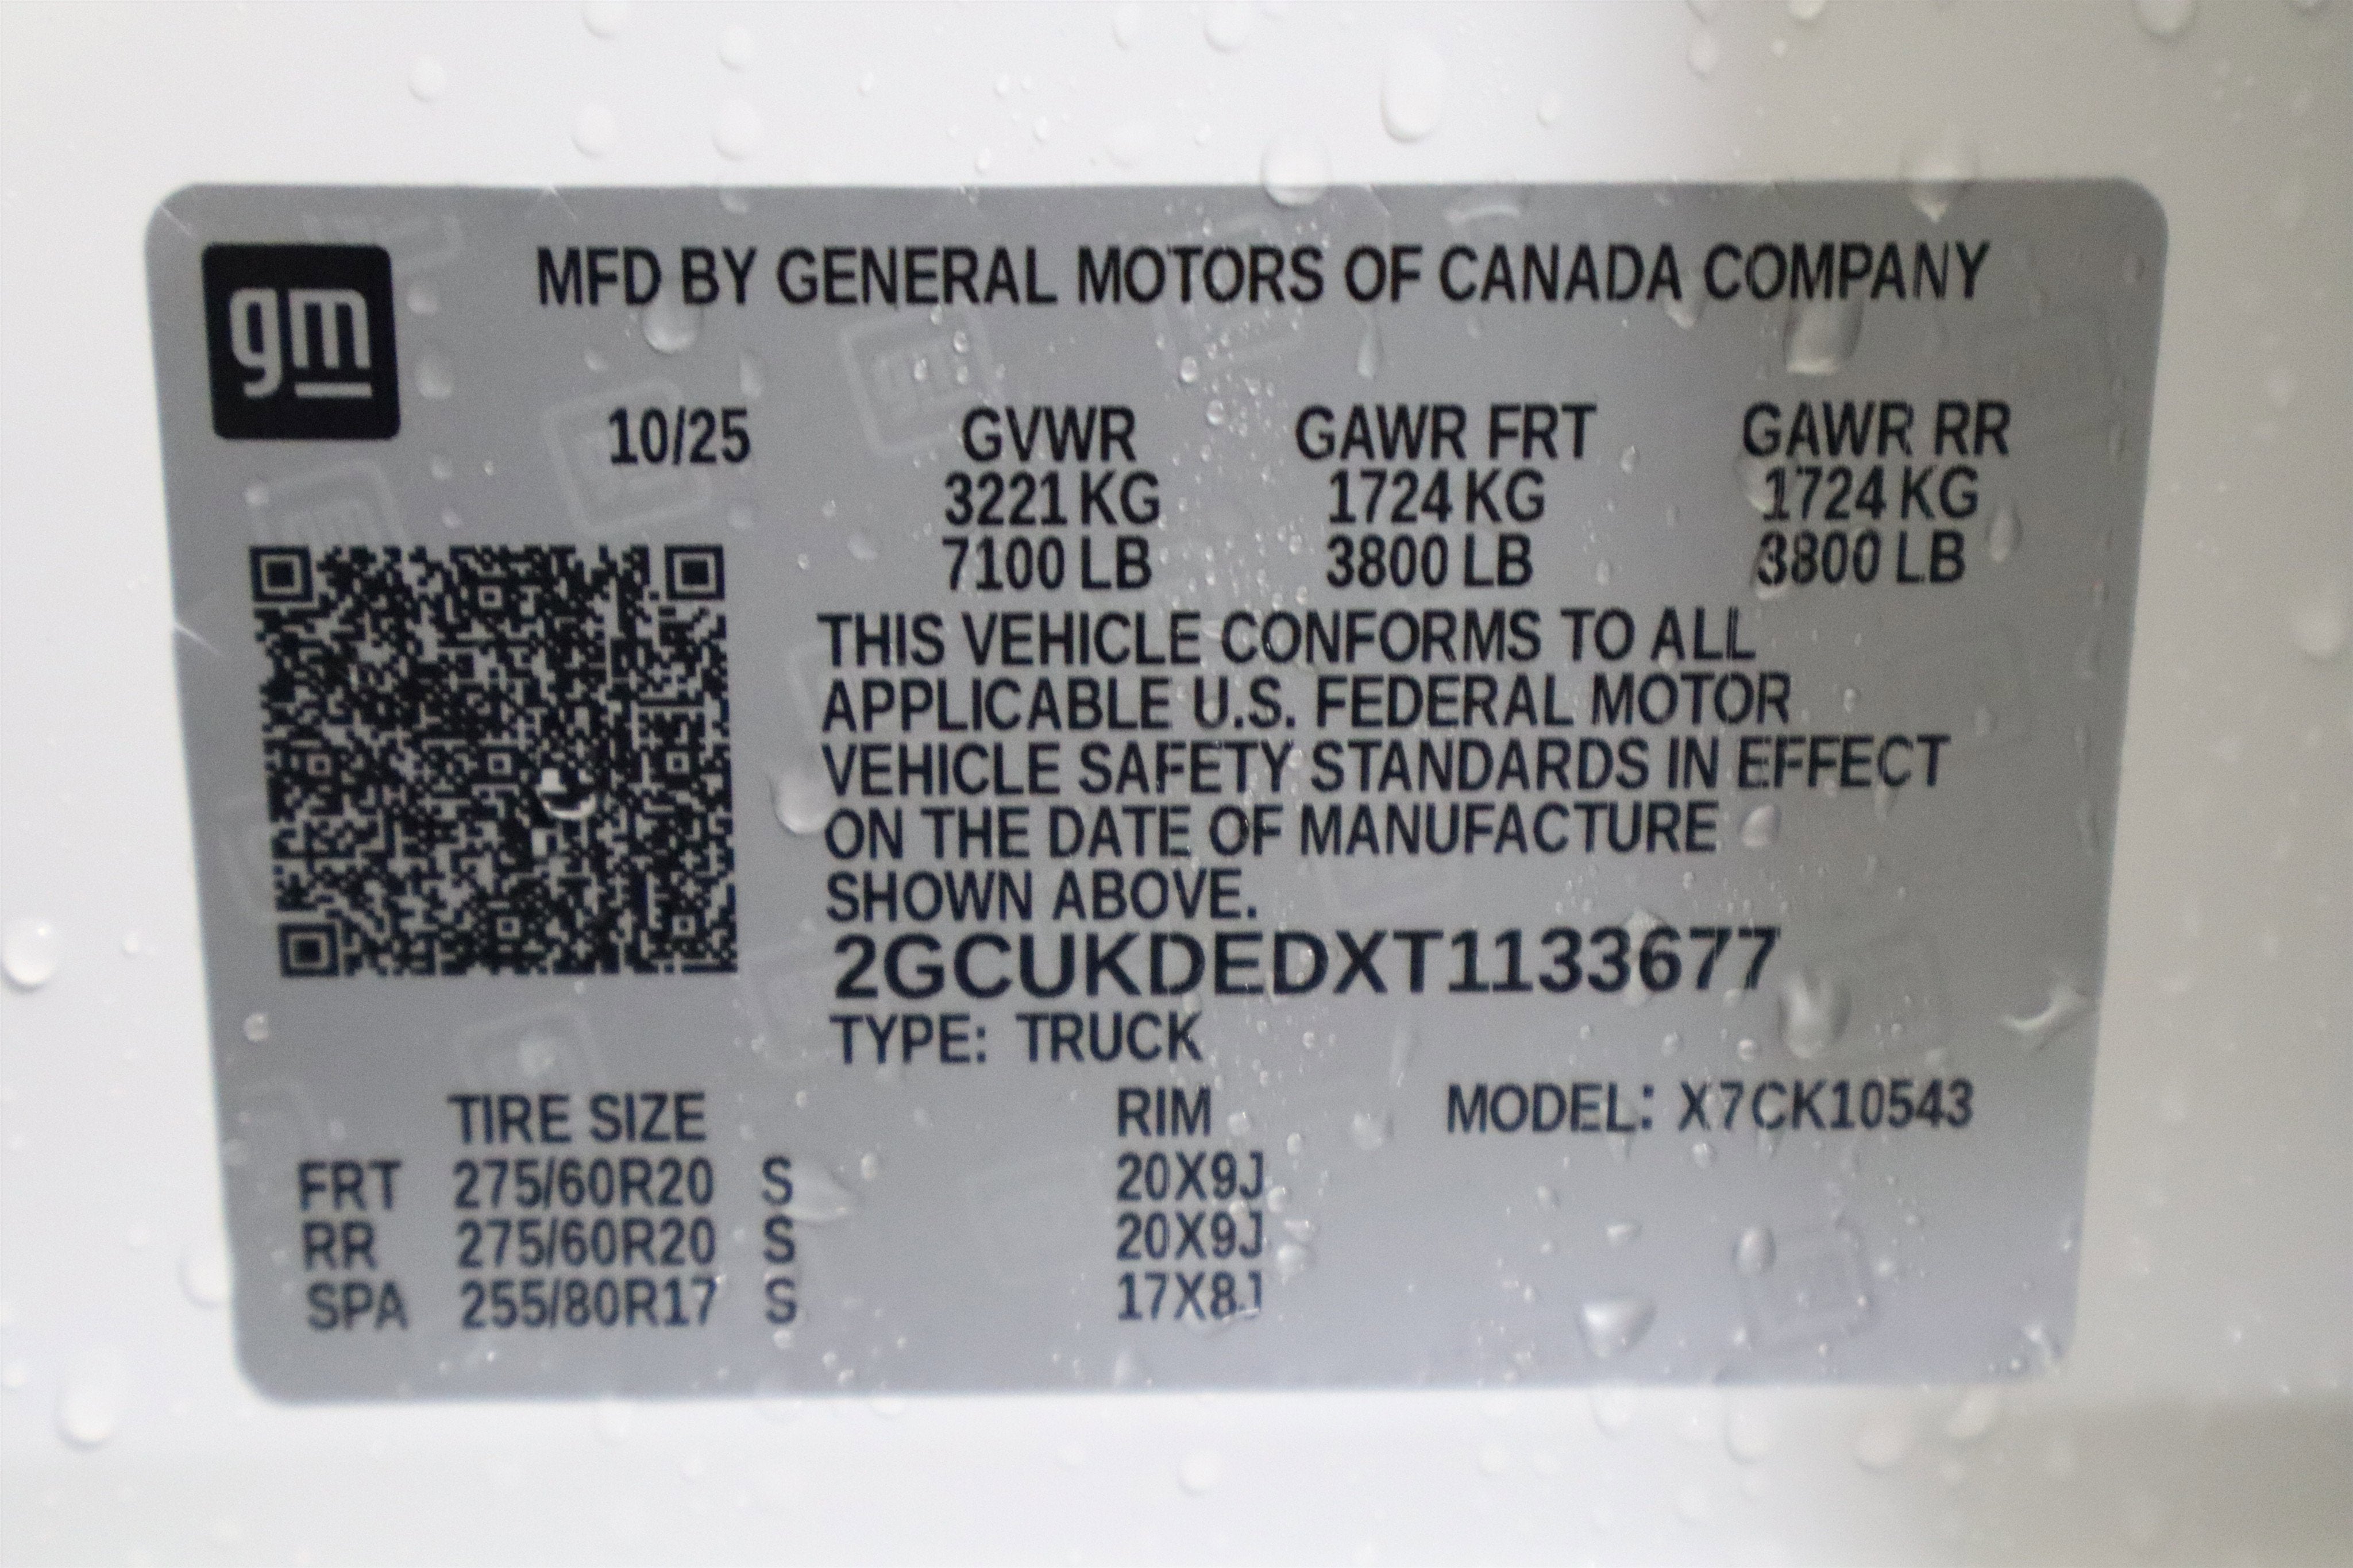 gm
MFD BY GENERAL MOTORS OF CANADA COMPANY
10/25 GVWR GAWR FRT GAWR RR
3221 KG 1724 KG 1724 KG
7100 LB 3800 LB 3800 LB
THIS VEHICLE CONFORMS TO ALL
APPLICABLE U.S. FEDERAL MOTOR
VEHICLE SAFETY STANDARDS IN EFFECT
ON THE DATE OF MANUFACTURE
SHOWN ABOVE.
2GCUKDEDXT1133677
TYPE: TRUCK
TIRE SIZE RIM MODEL: X7CK10543
FRT 275/60R20 S 20X9J
RR 275/60R20 S 20X9J
SPA 255/80R17 S 17X8J